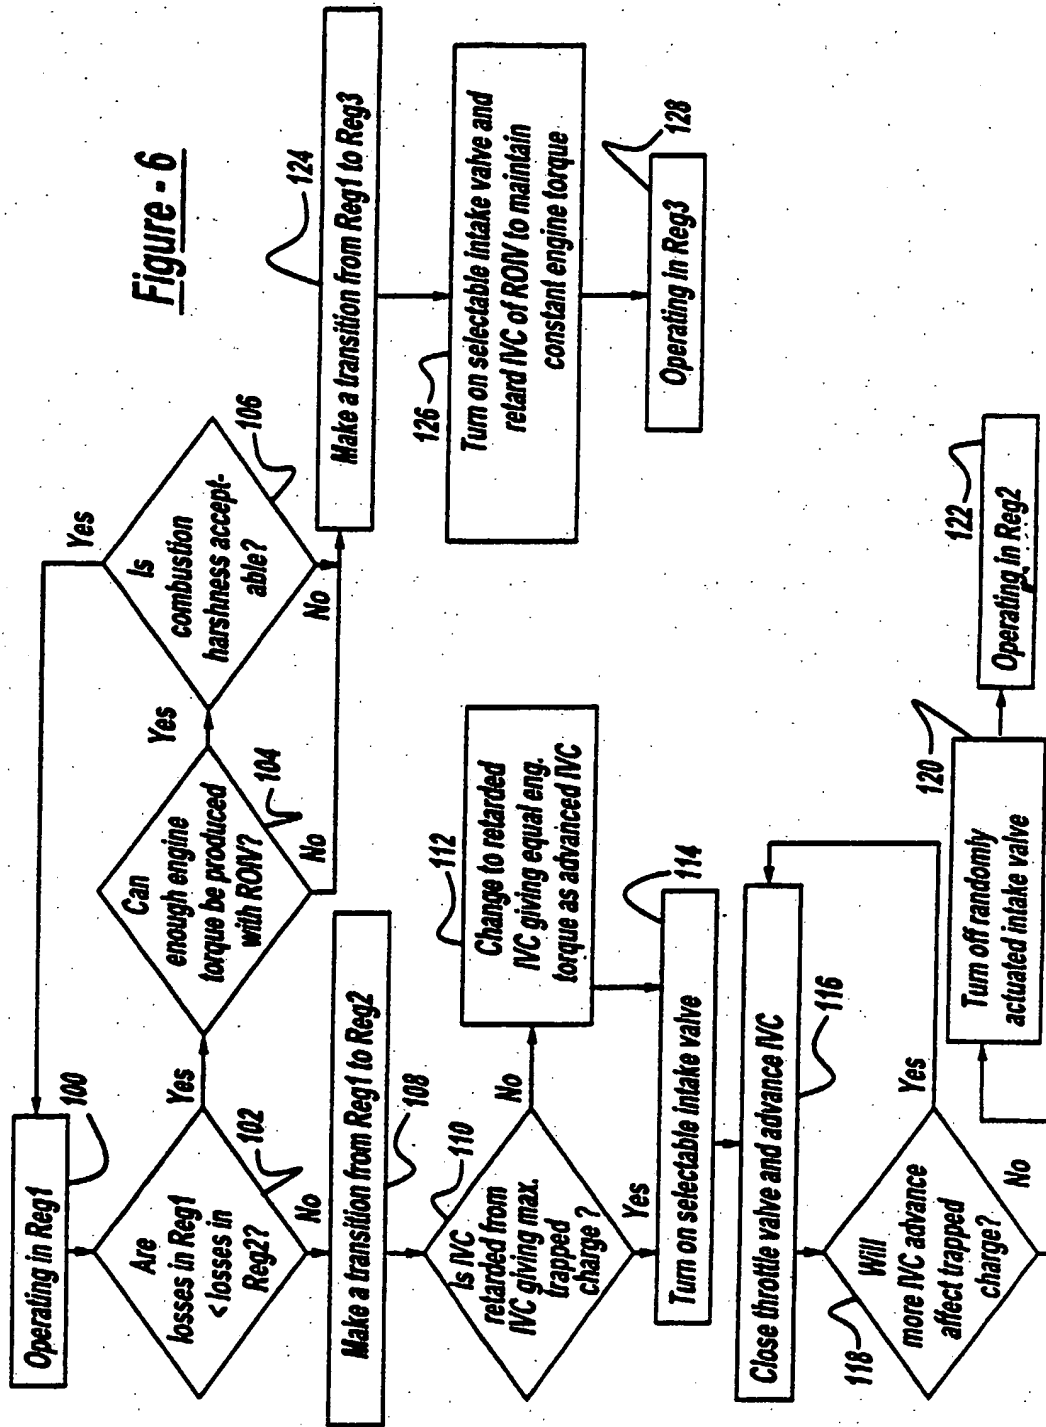 Figure - 6
Operating in Reg1
100
Are
losses in Reg1
< losses in
Reg2?
102
Yes
No
Can
enough engine
torque be produced
with ROIV?
104
Yes
No
Is
combustion
harshness accept-
able?
106
Yes
No
Make a transition from Reg1 to Reg3
124
Turn on selectable intake valve and
retard IVC of ROIV to maintain
constant engine torque
126
Operating in Reg3
128
Make a transition from Reg1 to Reg2
108
Is IVC
retarded from
IVC giving max.
trapped
charge ?
110
No
Yes
Change to retarded
IVC giving equal eng.
torque as advanced IVC
112
Turn on selectable intake valve
114
Close throttle valve and advance IVC
116
Will
more IVC advance
affect trapped
charge?
118
Yes
No
Turn off randomly
actuated intake valve
120
Operating in Reg2
122